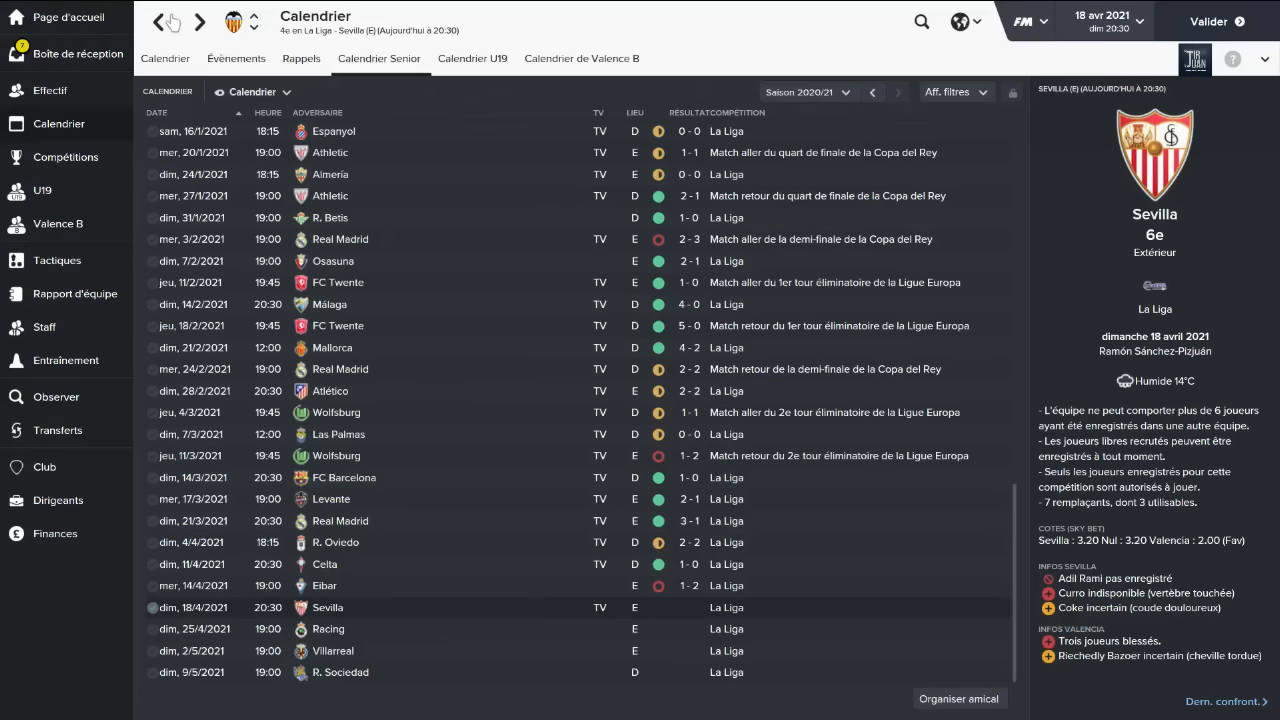 Page d'accueil
7
Boîte de réception
Effectif
Calendrier
Compétitions
U19
U19
B
Valence B
Tactiques
Rapport d'équipe
Staff
Entraînement
Observer
Transferts
Club
Dirigeants
Finances
Calendrier
4e en La Liga - Sevilla (E) (Aujourd'hui à 20:30)
FM
18 avr 2021
dim 20:30
Valider
Calendrier
Évènements
Rappels
Calendrier Senior
Calendrier U19
Calendrier de Valence B
TIR JUAN
?
CALENDRIER
Calendrier
Saison 2020/21
Aff. filtres
DATE HEURE ADVERSAIRE TV LIEU RÉSULTATCOMPÉTITION
sam, 16/1/2021 18:15 Espanyol TV D 0 - 0 La Liga
mer, 20/1/2021 19:00 Athletic TV E 1 - 1 Match aller du quart de finale de la Copa del Rey
dim, 24/1/2021 18:15 Almería TV E 0 - 0 La Liga
mer, 27/1/2021 19:00 Athletic TV D 2 - 1 Match retour du quart de finale de la Copa del Rey
dim, 31/1/2021 19:00 R. Betis D 1 - 0 La Liga
mer, 3/2/2021 19:00 Real Madrid TV E 2 - 3 Match aller de la demi-finale de la Copa del Rey
dim, 7/2/2021 19:00 Osasuna E 2 - 1 La Liga
jeu, 11/2/2021 19:45 FC Twente TV E 1 - 0 Match aller du 1er tour éliminatoire de la Ligue Europa
dim, 14/2/2021 20:30 Málaga TV D 4 - 0 La Liga
jeu, 18/2/2021 19:45 FC Twente TV D 5 - 0 Match retour du 1er tour éliminatoire de la Ligue Europa
dim, 21/2/2021 12:00 Mallorca TV D 4 - 2 La Liga
mer, 24/2/2021 19:00 Real Madrid TV D 2 - 2 Match retour de la demi-finale de la Copa del Rey
dim, 28/2/2021 20:30 Atlético TV E 2 - 2 La Liga
jeu, 4/3/2021 19:45 Wolfsburg TV D 1 - 1 Match aller du 2e tour éliminatoire de la Ligue Europa
dim, 7/3/2021 12:00 Las Palmas TV D 0 - 0 La Liga
jeu, 11/3/2021 19:45 Wolfsburg TV E 1 - 2 Match retour du 2e tour éliminatoire de la Ligue Europa
dim, 14/3/2021 20:30 FC Barcelona TV D 1 - 0 La Liga
mer, 17/3/2021 19:00 Levante TV E 2 - 1 La Liga
dim, 21/3/2021 20:30 Real Madrid TV E 3 - 1 La Liga
dim, 4/4/2021 18:15 R. Oviedo TV D 2 - 2 La Liga
dim, 11/4/2021 20:30 Celta TV D 1 - 0 La Liga
mer, 14/4/2021 19:00 Eibar E 1 - 2 La Liga
dim, 18/4/2021 20:30 Sevilla TV E La Liga
dim, 25/4/2021 19:00 Racing E La Liga
dim, 2/5/2021 19:00 Villarreal E La Liga
dim, 9/5/2021 19:00 R. Sociedad D La Liga
Organiser amical
SEVILLA (E) (AUJOURD'HUI À 20:30)
Sevilla
6e
Extérieur
La Liga
dimanche 18 avril 2021
Ramón Sánchez-Pizjuán
Humide 14°C
- L'équipe ne peut comporter plus de 6 joueurs
ayant été enregistrés dans une autre équipe.
- Les joueurs libres recrutés peuvent être
enregistrés à tout moment.
- Seuls les joueurs enregistrés pour cette
compétition sont autorisés à jouer.
- 7 remplaçants, dont 3 utilisables.
COTES (SKY BET)
Sevilla : 3.20 Nul : 3.20 Valencia : 2.00 (Fav)
INFOS SEVILLA
Adil Rami pas enregistré
Curro indisponible (vertèbre touchée)
Coke incertain (coude douloureux)
INFOS VALENCIA
Trois joueurs blessés.
Riechedly Bazoer incertain (cheville tordue)
Dern. confront.